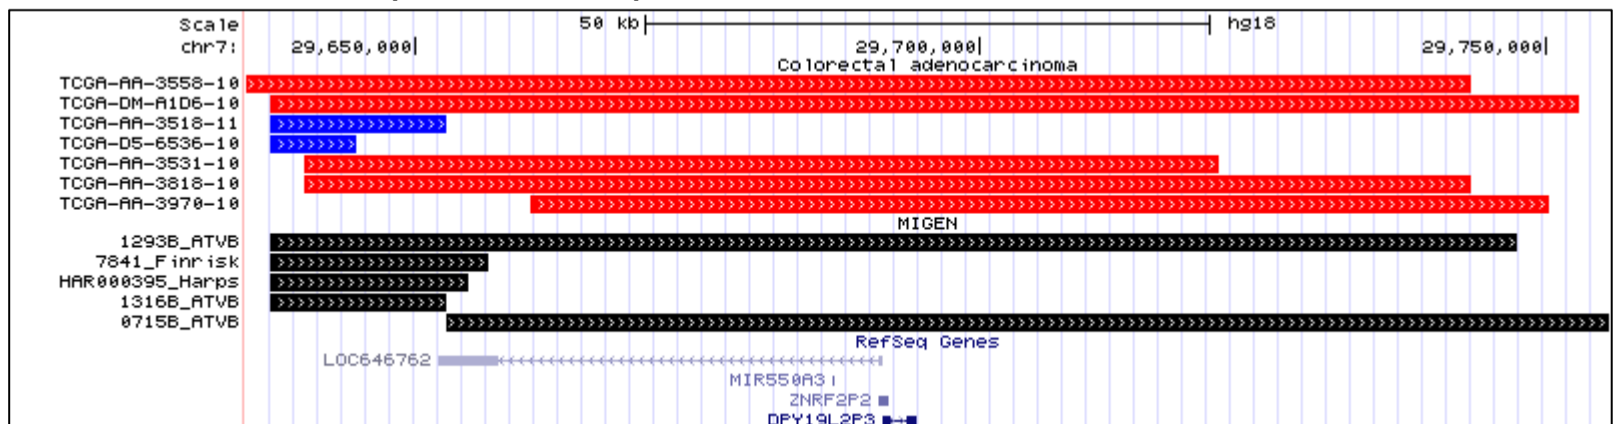 Scale 50 kb hg18
chr7: 29,650,000 29,700,000 29,750,000
Colorectal adenocarcinoma
TCGA-AA-3558-10
TCGA-DM-A1D6-10
TCGA-AA-3518-11
TCGA-D5-6536-10
TCGA-AA-3531-10
TCGA-AA-3818-10
TCGA-AA-3970-10
MIGEN
1293B_ATVB
7841_Finrisk
HAR000395_Harps
1316B_ATVB
0715B_ATVB
RefSeq Genes
LOC646762
MIR550A3
ZNRF2P2
DPY19L2P3